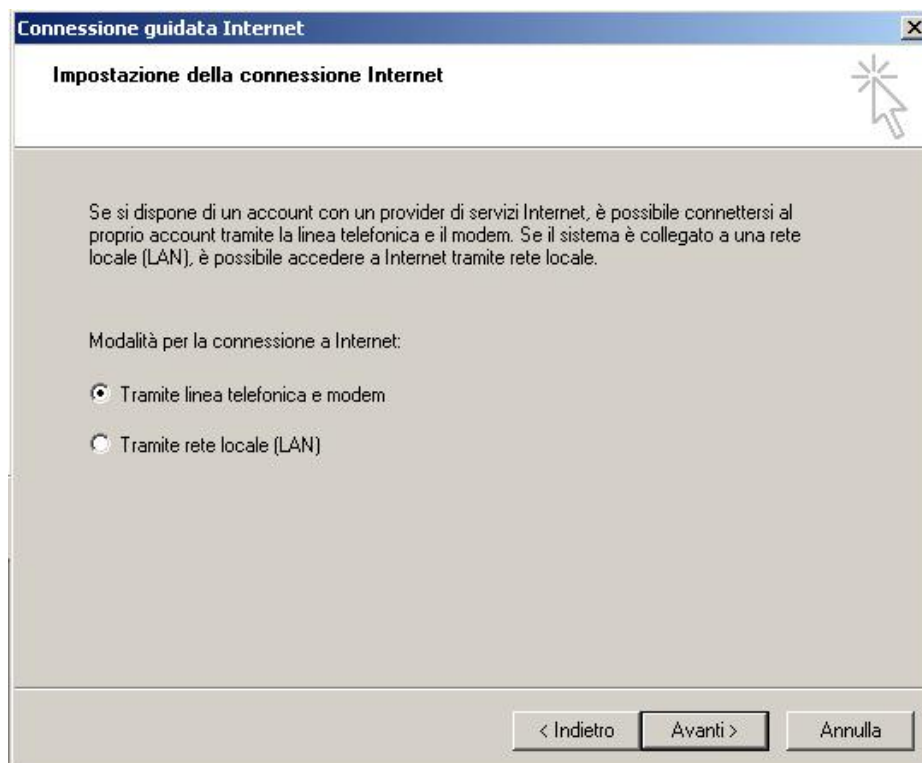 Connessione guidata Internet
Impostazione della connessione Internet
Se si dispone di un account con un provider di servizi Internet, è possibile connettersi al
proprio account tramite la linea telefonica e il modem. Se il sistema è collegato a una rete
locale (LAN), è possibile accedere a Internet tramite rete locale.
Modalità per la connessione a Internet:
Tramite linea telefonica e modem
Tramite rete locale (LAN)
< Indietro
Avanti >
Annulla